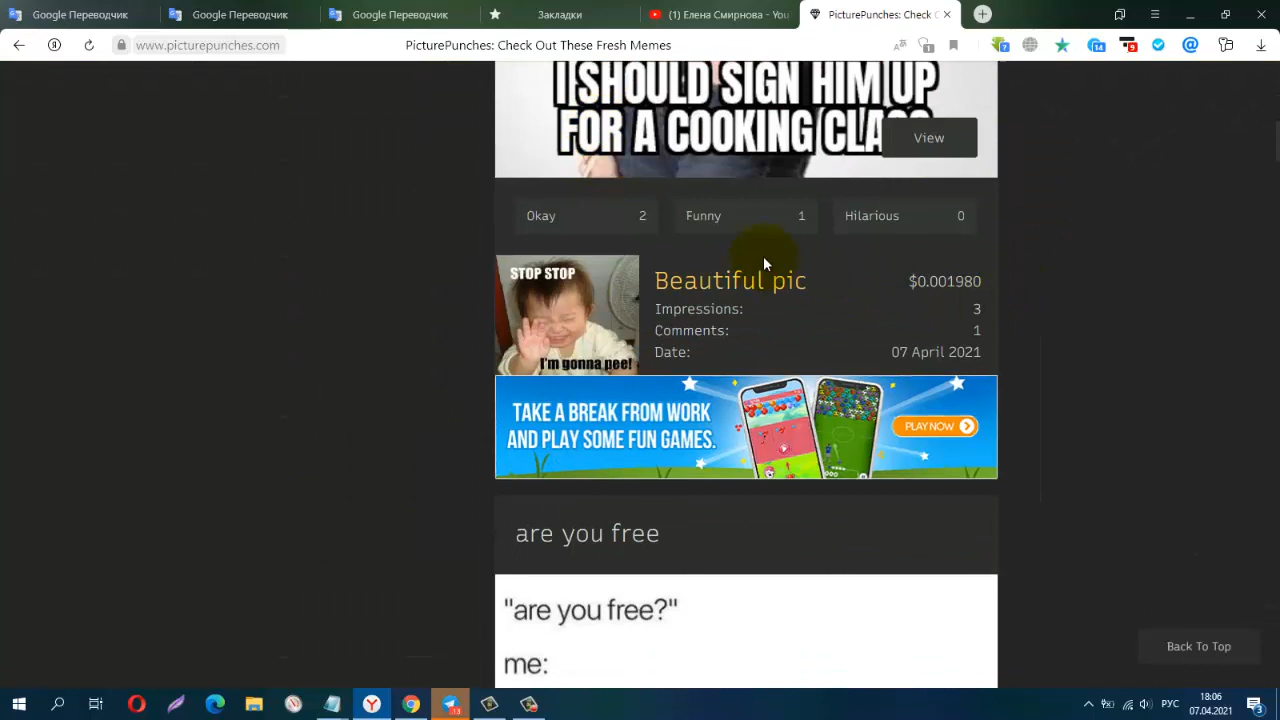 Google Переводчик
Google Переводчик
Google Переводчик
Закладки
(1) Елена Смирнова - You
PicturePunches: Check O
www.picturepunches.com
PicturePunches: Check Out These Fresh Memes
14
9
I SHOULD SIGN HIM UP
FOR A COOKING
View
Okay 2
Funny 1
Hilarious 0
STOP STOP
I'm gonna pee!
Beautiful pic
$0.001980
Impressions: 3
Comments: 1
Date: 07 April 2021
TAKE A BREAK FROM WORK
AND PLAY SOME FUN GAMES.
PLAY NOW
are you free
"are you free?"
me:
Back To Top
13
РУС
18:06
07.04.2021
3